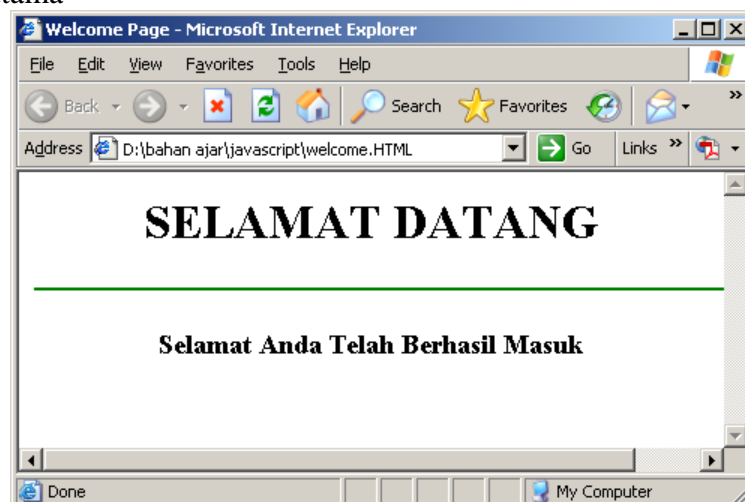 Welcome Page - Microsoft Internet Explorer
File Edit View Favorites Tools Help
Back Search Favorites »
Address D:\bahan ajar\javascript\welcome.HTML Go Links »
SELAMAT DATANG
Selamat Anda Telah Berhasil Masuk
Done My Computer